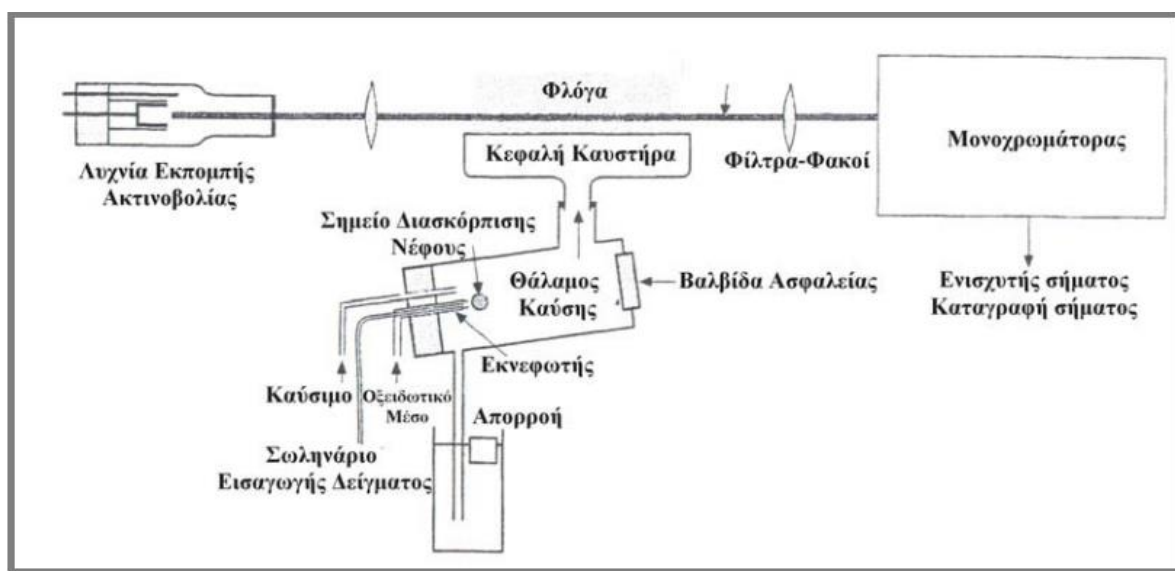 Φλόγα
Λυχνία Εκπομπής
Ακτινοβολίας
Κεφαλή Καυστήρα
Φίλτρα-Φακοί
Μονοχρωμάτορας
Σημείο Διασκόρπισης
Νέφους
Θάλαμος
Καύσης
Βαλβίδα Ασφαλείας
Ενισχυτής σήματος
Καταγραφή σήματος
Εκνεφωτής
Καύσιμο
Οξειδωτικό
Μέσο
Απορροή
Σωληνάριο
Εισαγωγής Δείγματος